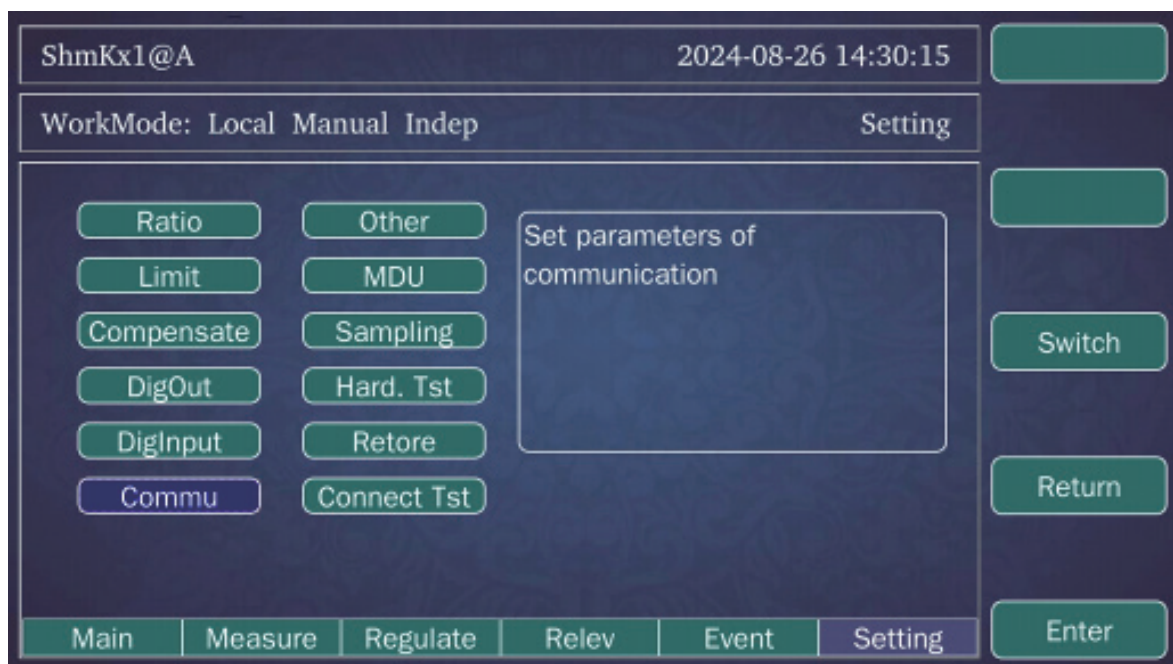 ShmKx1@A 2024-08-26 14:30:15
WorkMode: Local Manual Indep Setting
Ratio Other
Limit MDU
Compensate Sampling
DigOut Hard. Tst
DigInput Retore
Commu Connect Tst
Set parameters of
communication
Switch
Return
Enter
Main Measure Regulate Relev Event Setting